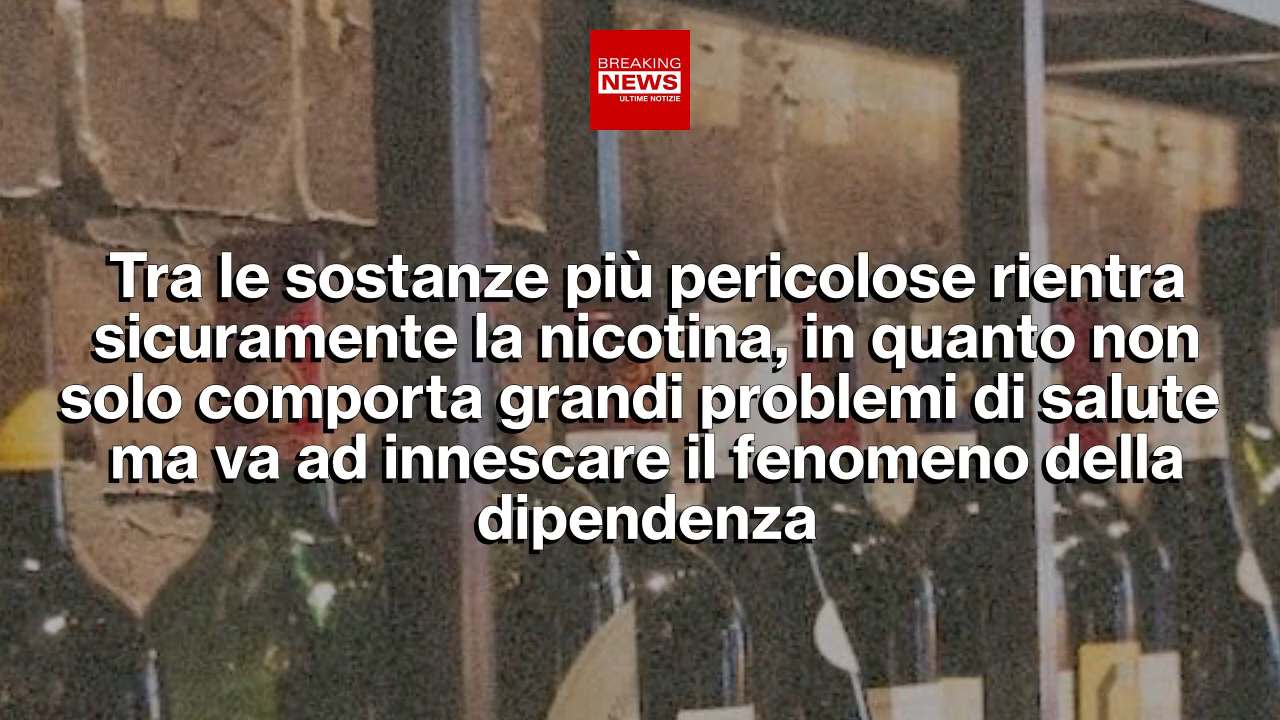 BREAKING
NEWS
ULTIME NOTIZIE
Tra le sostanze più pericolose rientra
sicuramente la nicotina, in quanto non
solo comporta grandi problemi di salute
ma va ad innescare il fenomeno della
dipendenza